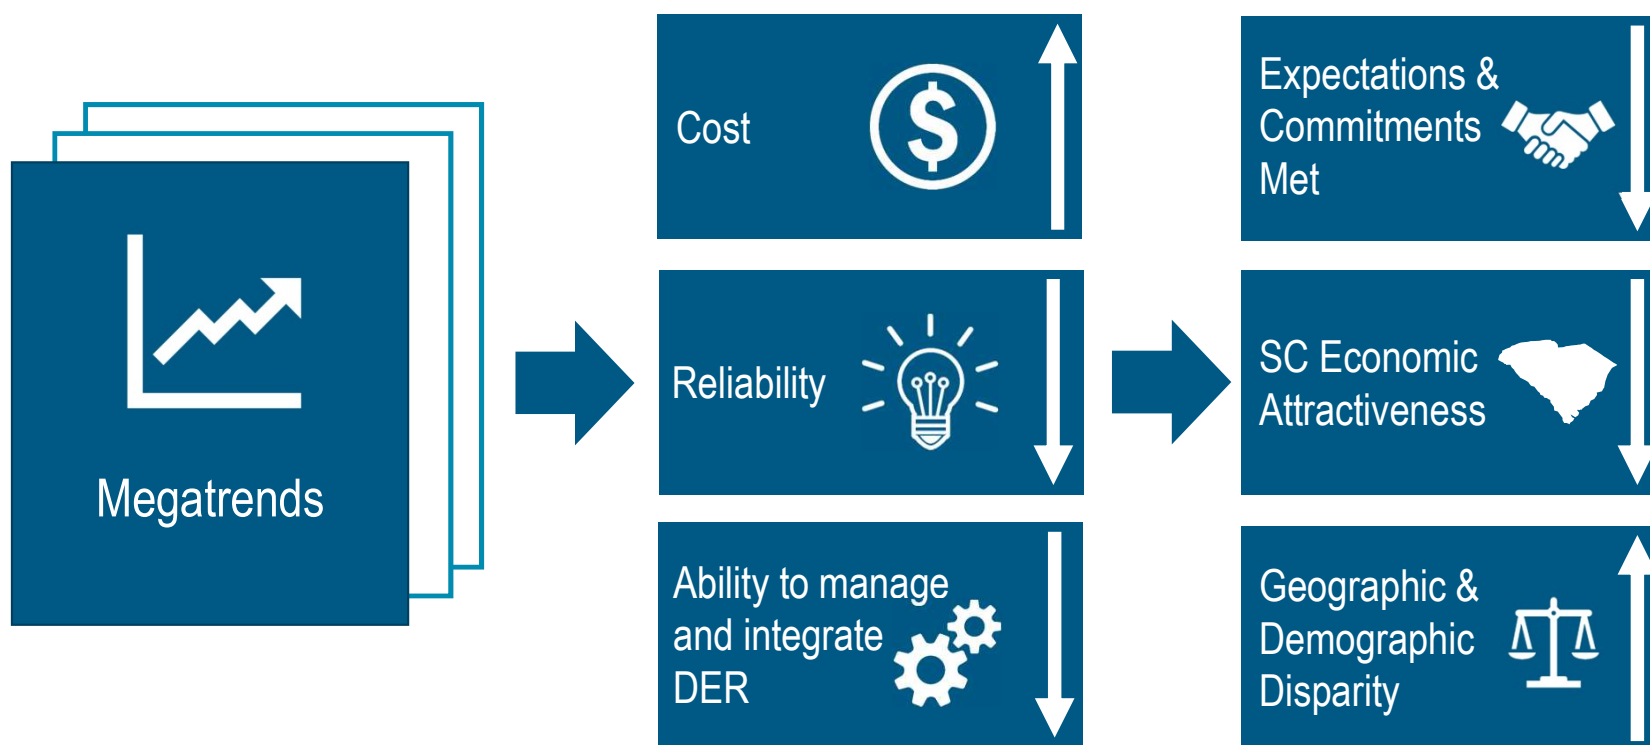 Megatrends
Cost
$
Reliability
Ability to manage
and integrate
DER
Expectations &
Commitments
Met
SC Economic
Attractiveness
Geographic &
Demographic
Disparity